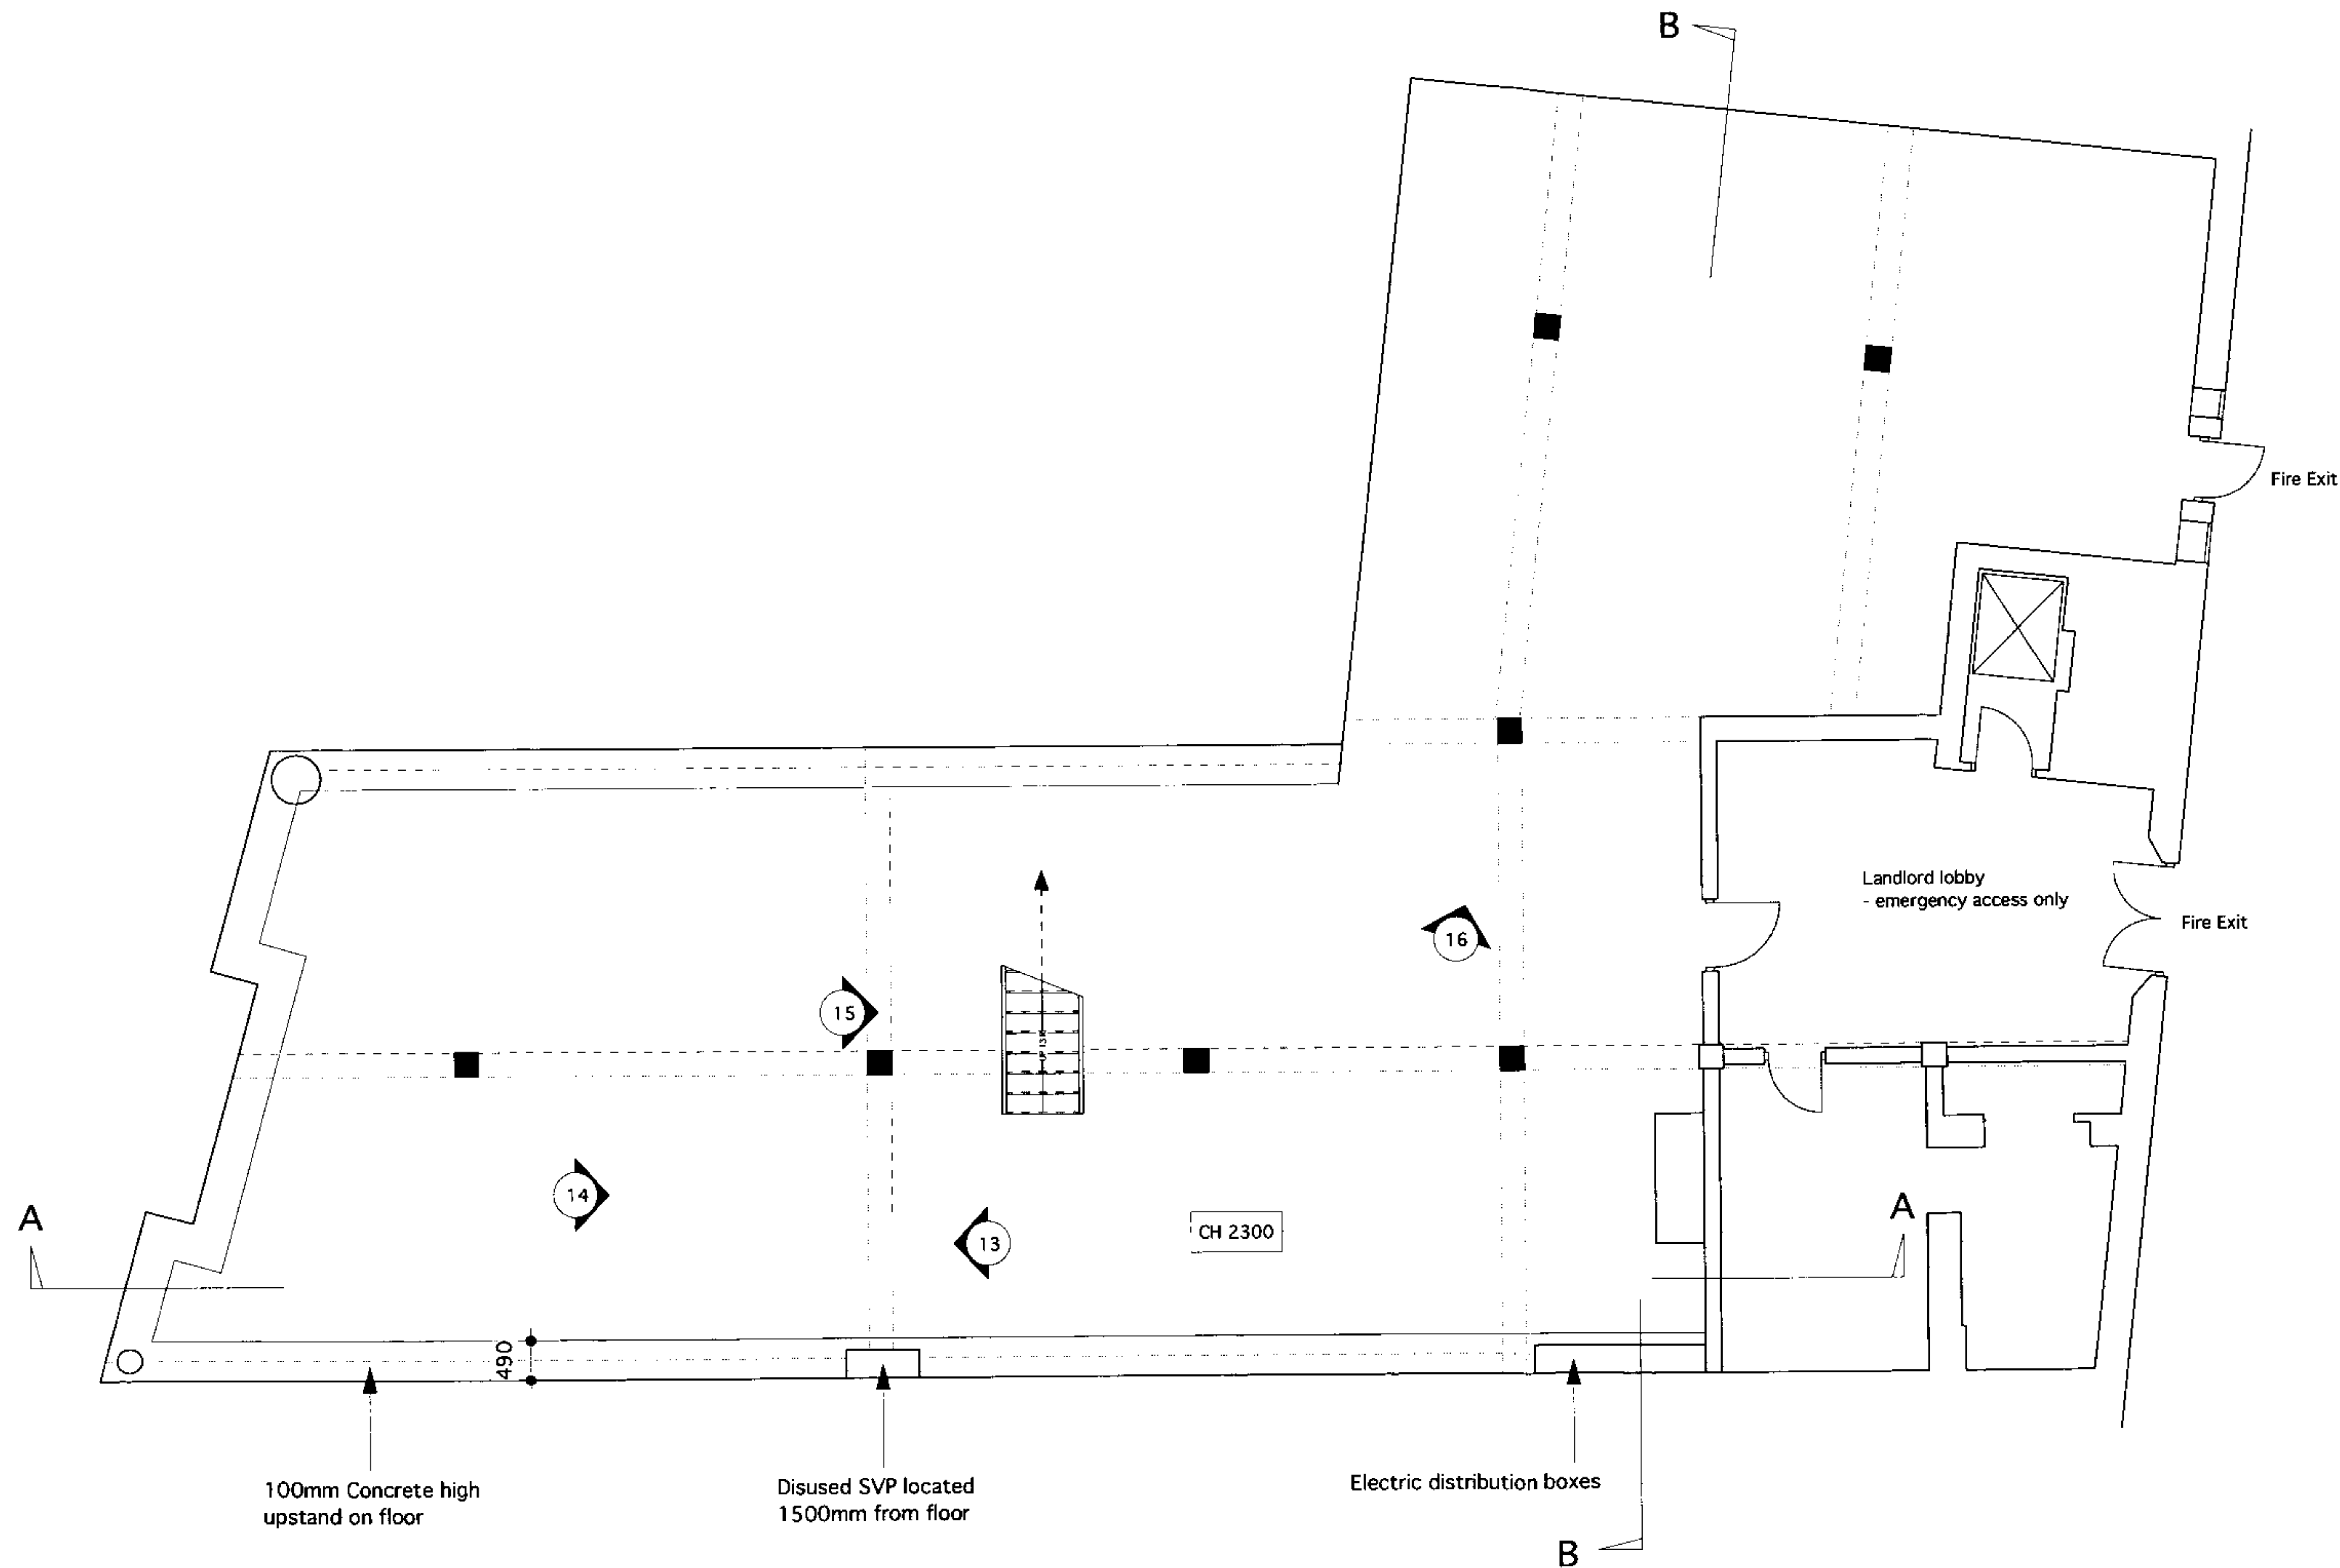 B
Fire Exit
Landlord lobby
- emergency access only
Fire Exit
16
15
14
13
CH 2300
A
A
490
100mm Concrete high
upstand on floor
Disused SVP located
1500mm from floor
Electric distribution boxes
B